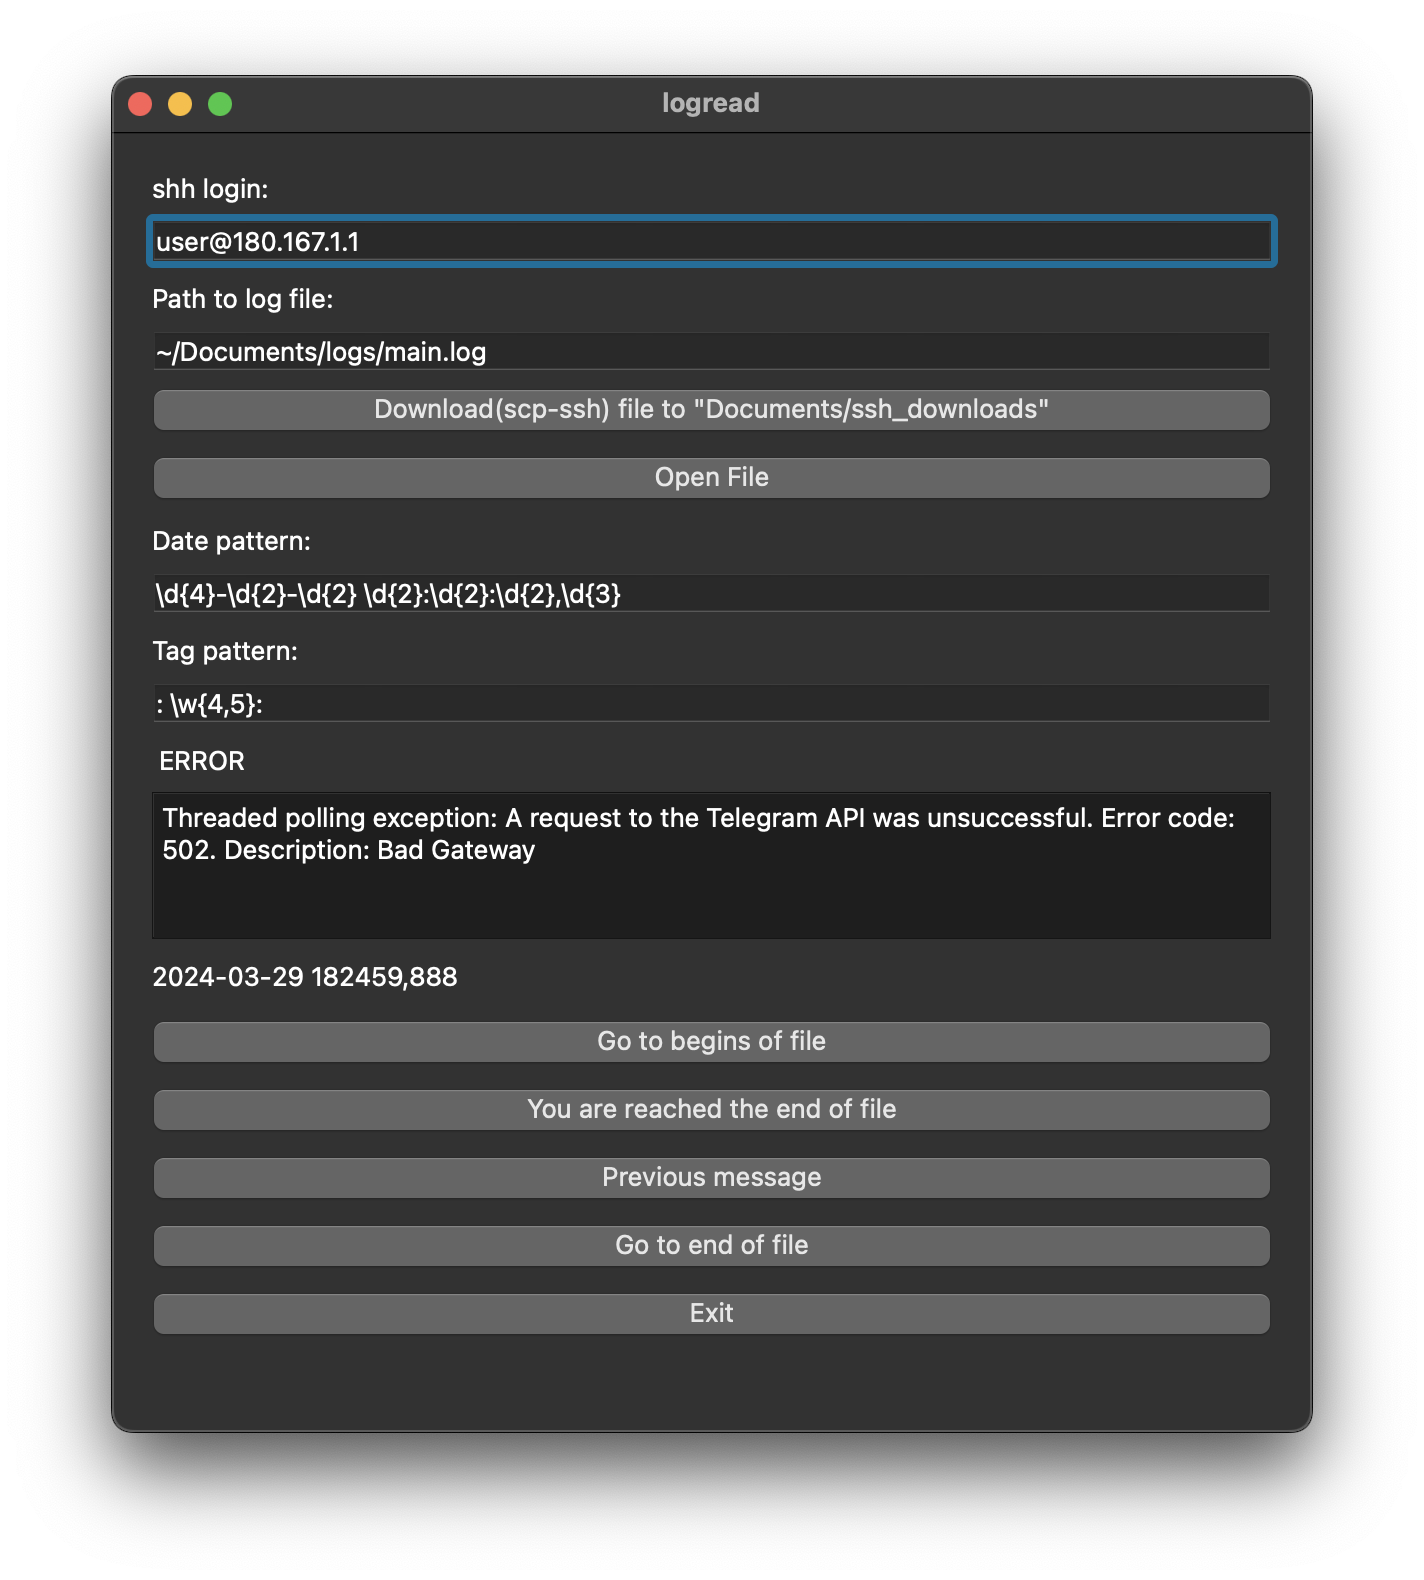 logread
shh login:
user@180.167.1.1
Path to log file:
~/Documents/logs/main.log
Download(scp-ssh) file to "Documents/ssh_downloads"
Open File
Date pattern:
\d{4}-\d{2}-\d{2} \d{2}:\d{2}:\d{2},\d{3}
Tag pattern:
: \w{4,5}:
ERROR
Threaded polling exception: A request to the Telegram API was unsuccessful. Error code:
502. Description: Bad Gateway
2024-03-29 182459,888
Go to begins of file
You are reached the end of file
Previous message
Go to end of file
Exit